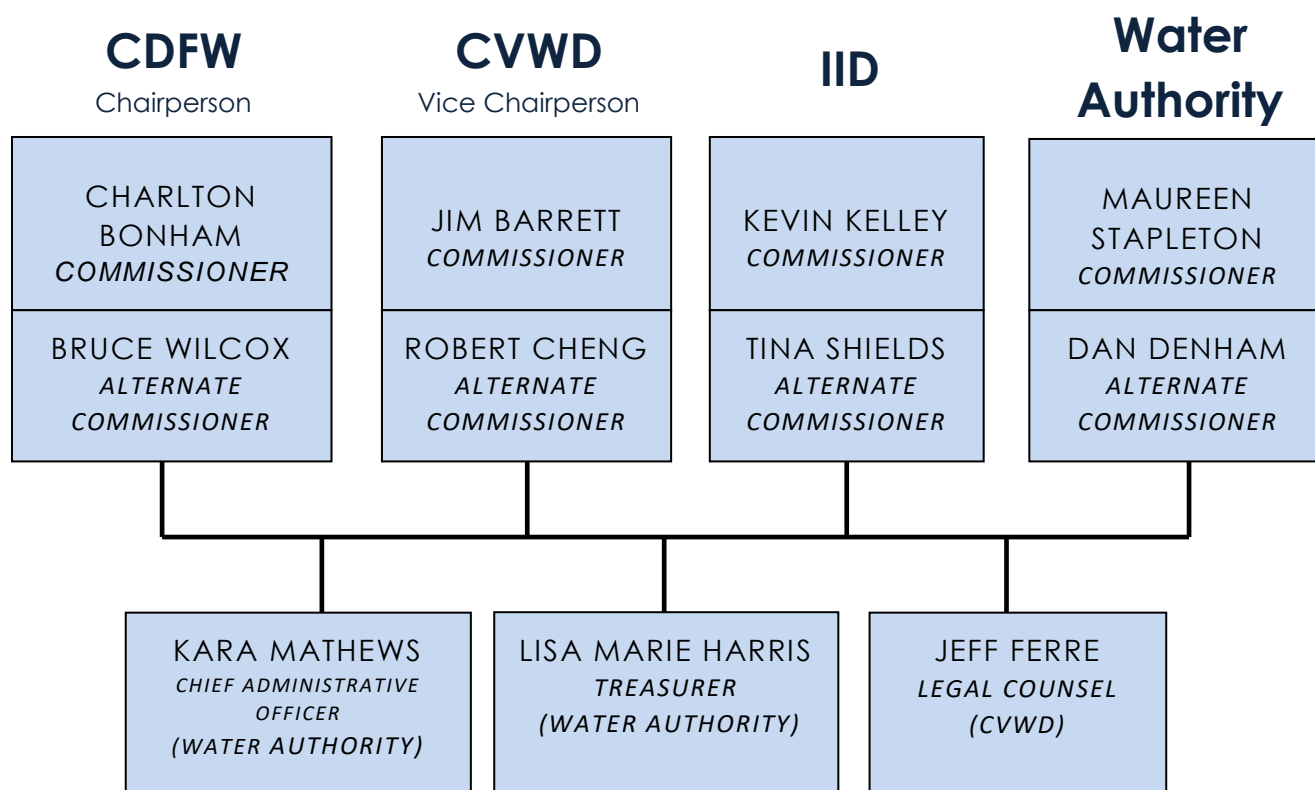 CDFW
Chairperson
CHARLTON
BONHAM
COMMISSIONER
BRUCE WILCOX
ALTERNATE
COMMISSIONER
CVWD
Vice Chairperson
JIM BARRETT
COMMISSIONER
ROBERT CHENG
ALTERNATE
COMMISSIONER
IID
KEVIN KELLEY
COMMISSIONER
TINA SHIELDS
ALTERNATE
COMMISSIONER
Water
Authority
MAUREEN
STAPLETON
COMMISSIONER
DAN DENHAM
ALTERNATE
COMMISSIONER
KARA MATHEWS
CHIEF ADMINISTRATIVE
OFFICER
(WATER AUTHORITY)
LISA MARIE HARRIS
TREASURER
(WATER AUTHORITY)
JEFF FERRE
LEGAL COUNSEL
(CVWD)